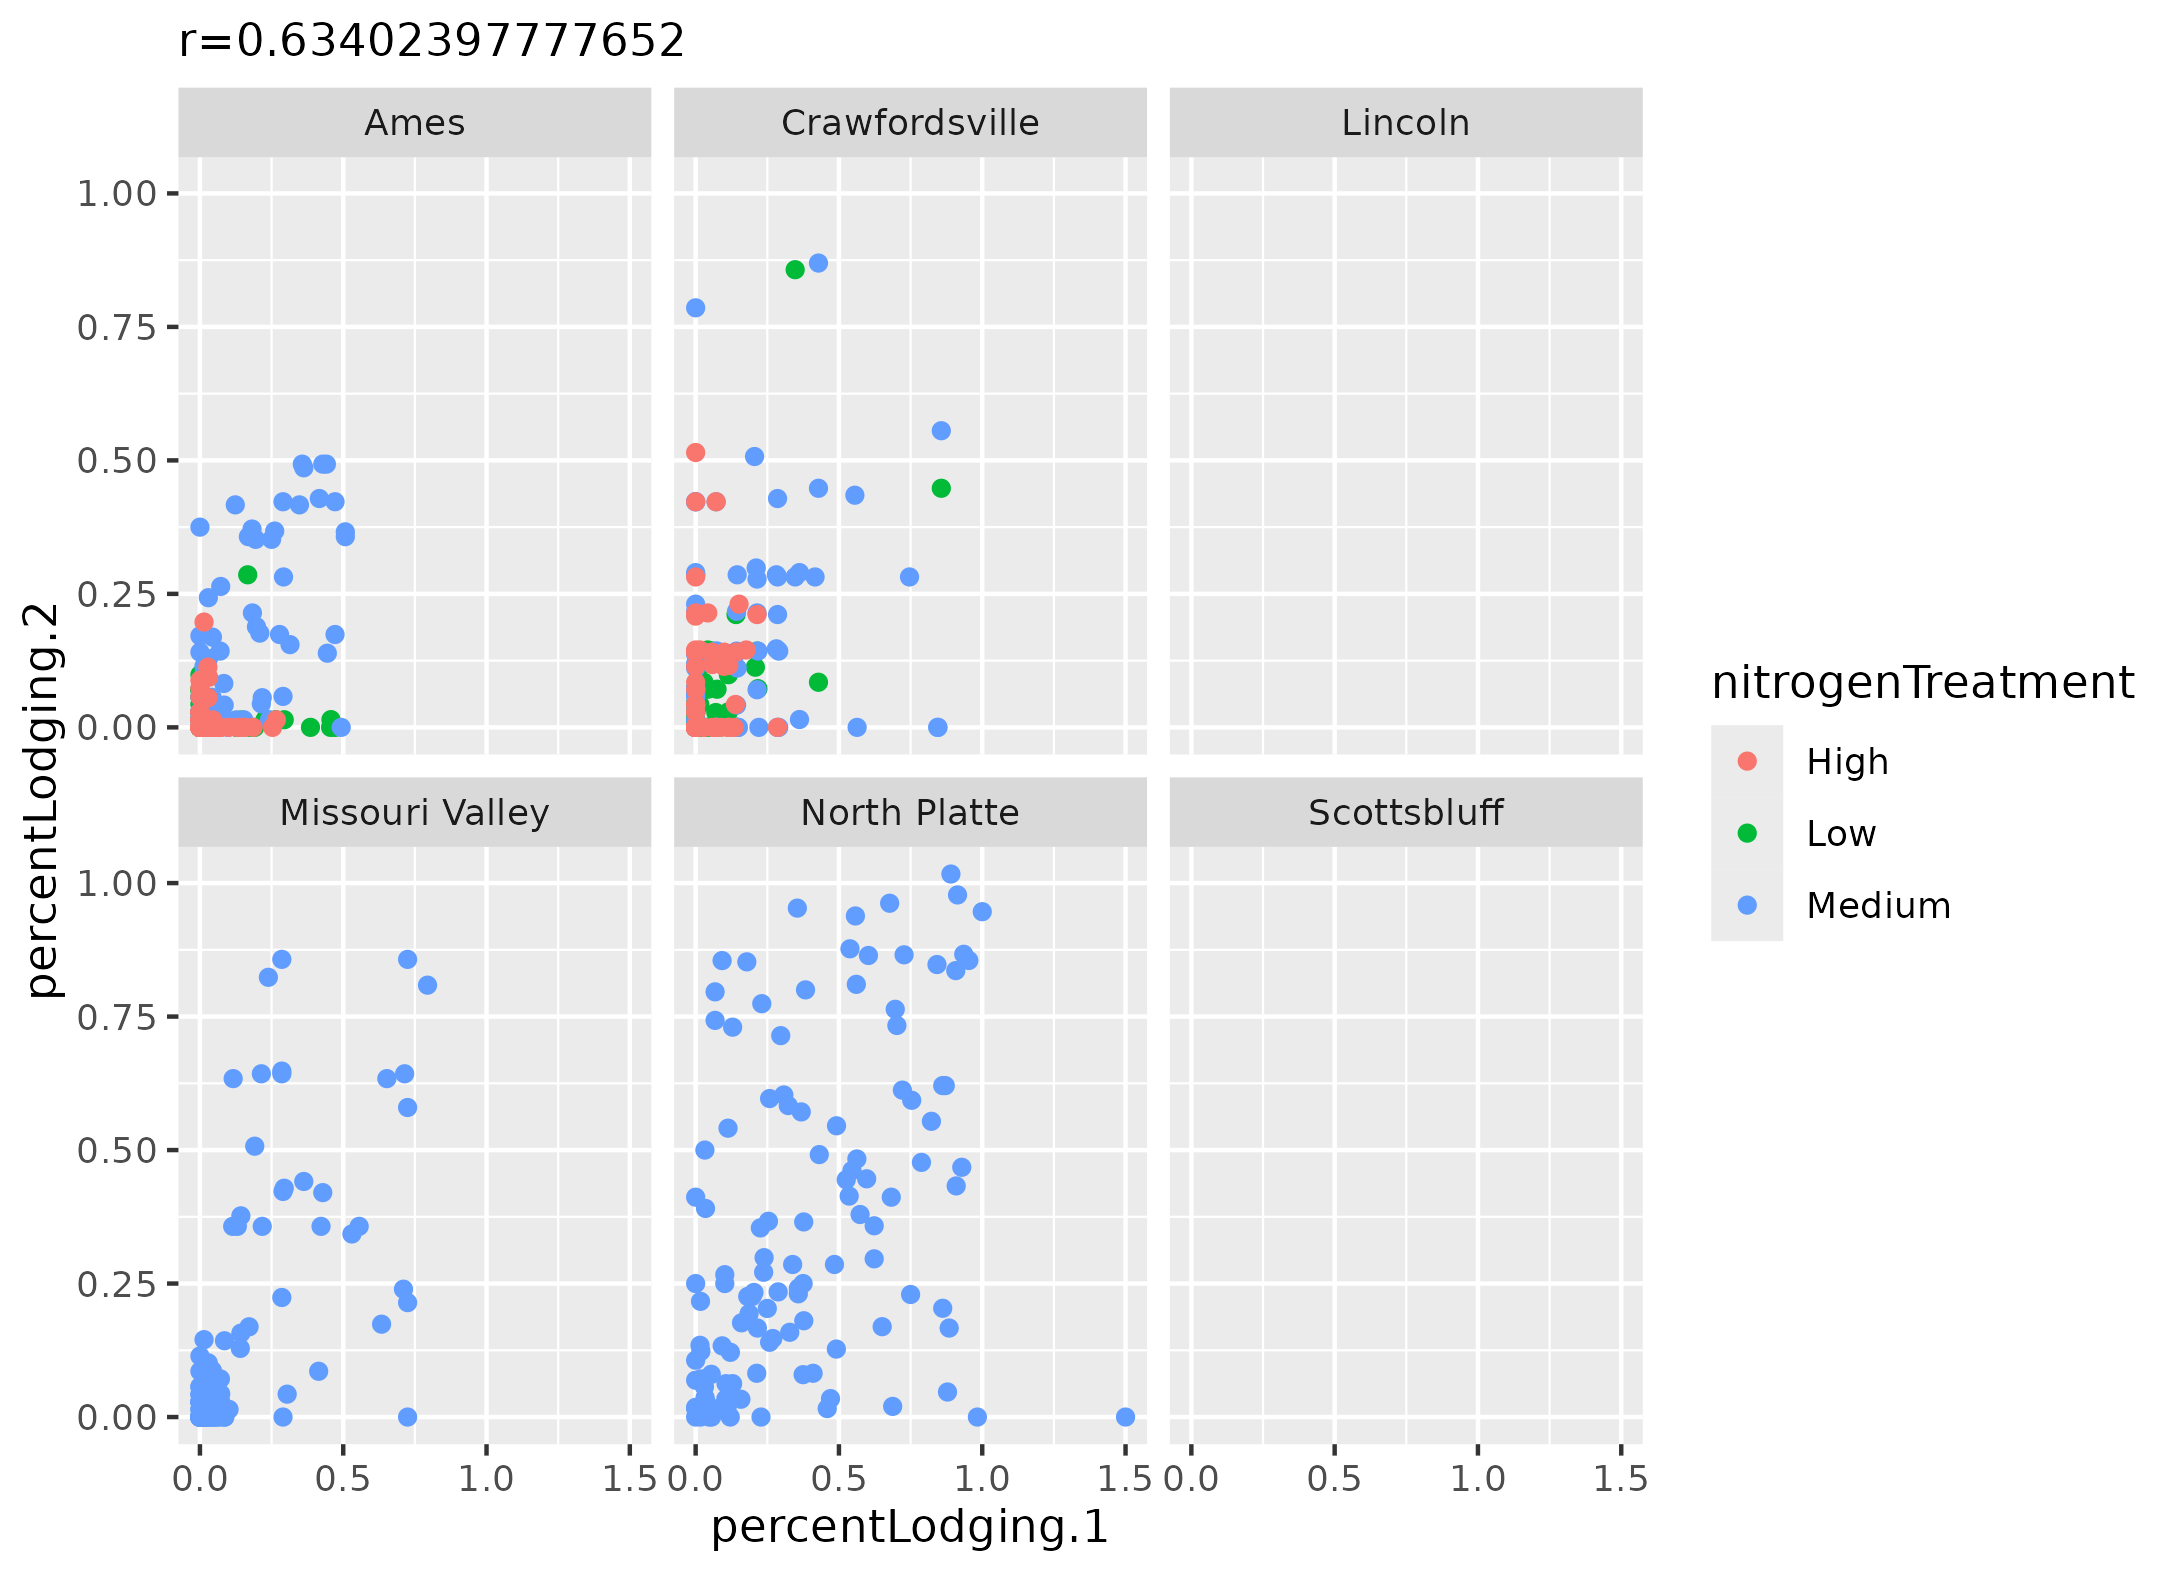 r=0.63402397777652
Ames
Crawfordsville
Lincoln
1.00
0.75
0.50
0.25
0.00
Missouri Valley
North Platte
Scottsbluff
1.00
0.75
0.50
0.25
0.00
0.0 0.5 1.0 1.5
0.0 0.5 1.0 1.5
0.0 0.5 1.0 1.5
percentLodging.1
percentLodging.2
nitrogenTreatment
High
Low
Medium